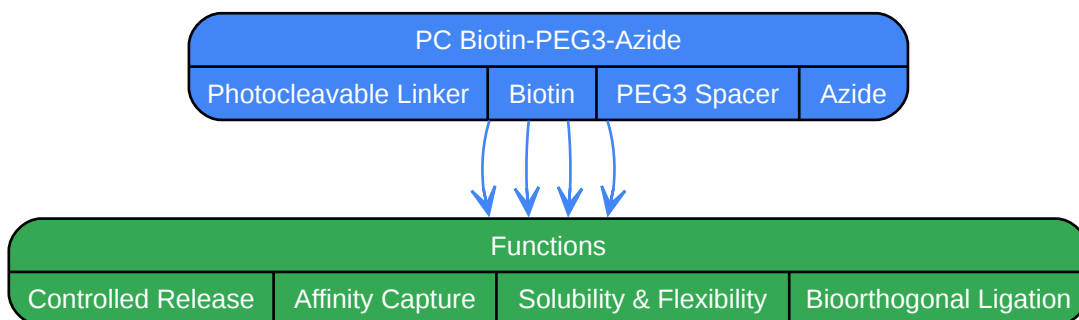 PC Biotin-PEG3-Azide
Photocleavable Linker Biotin PEG3 Spacer Azide
Functions
Controlled Release Affinity Capture Solubility & Flexibility Bioorthogonal Ligation